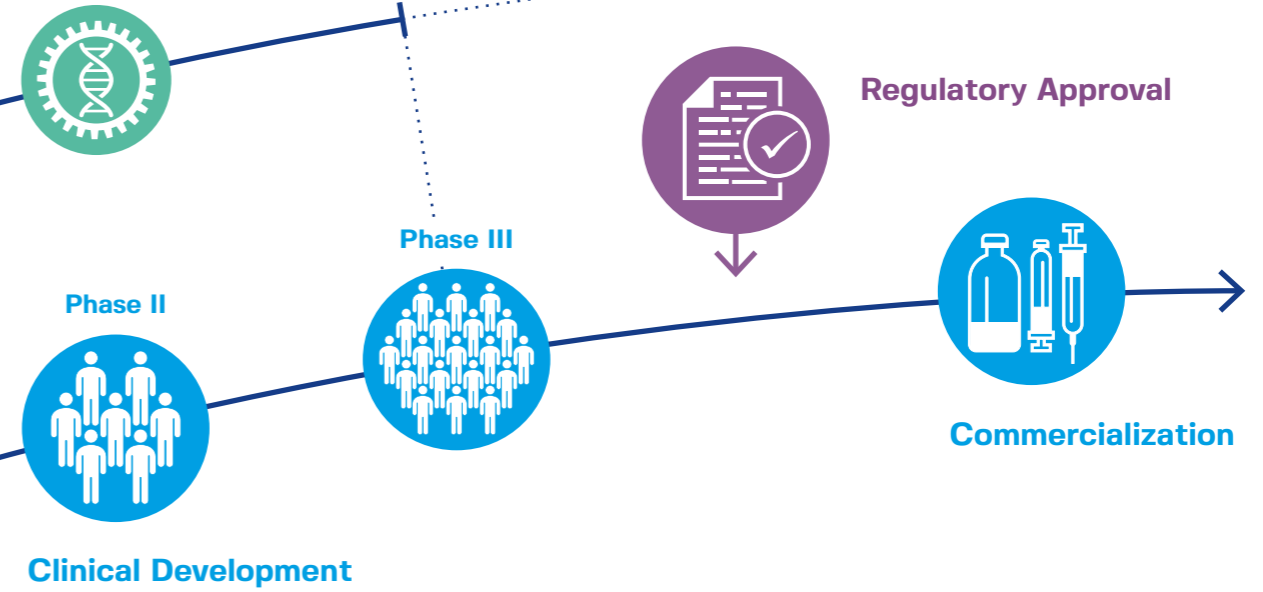 Regulatory Approval
Phase III
Phase II
Commercialization
Clinical Development